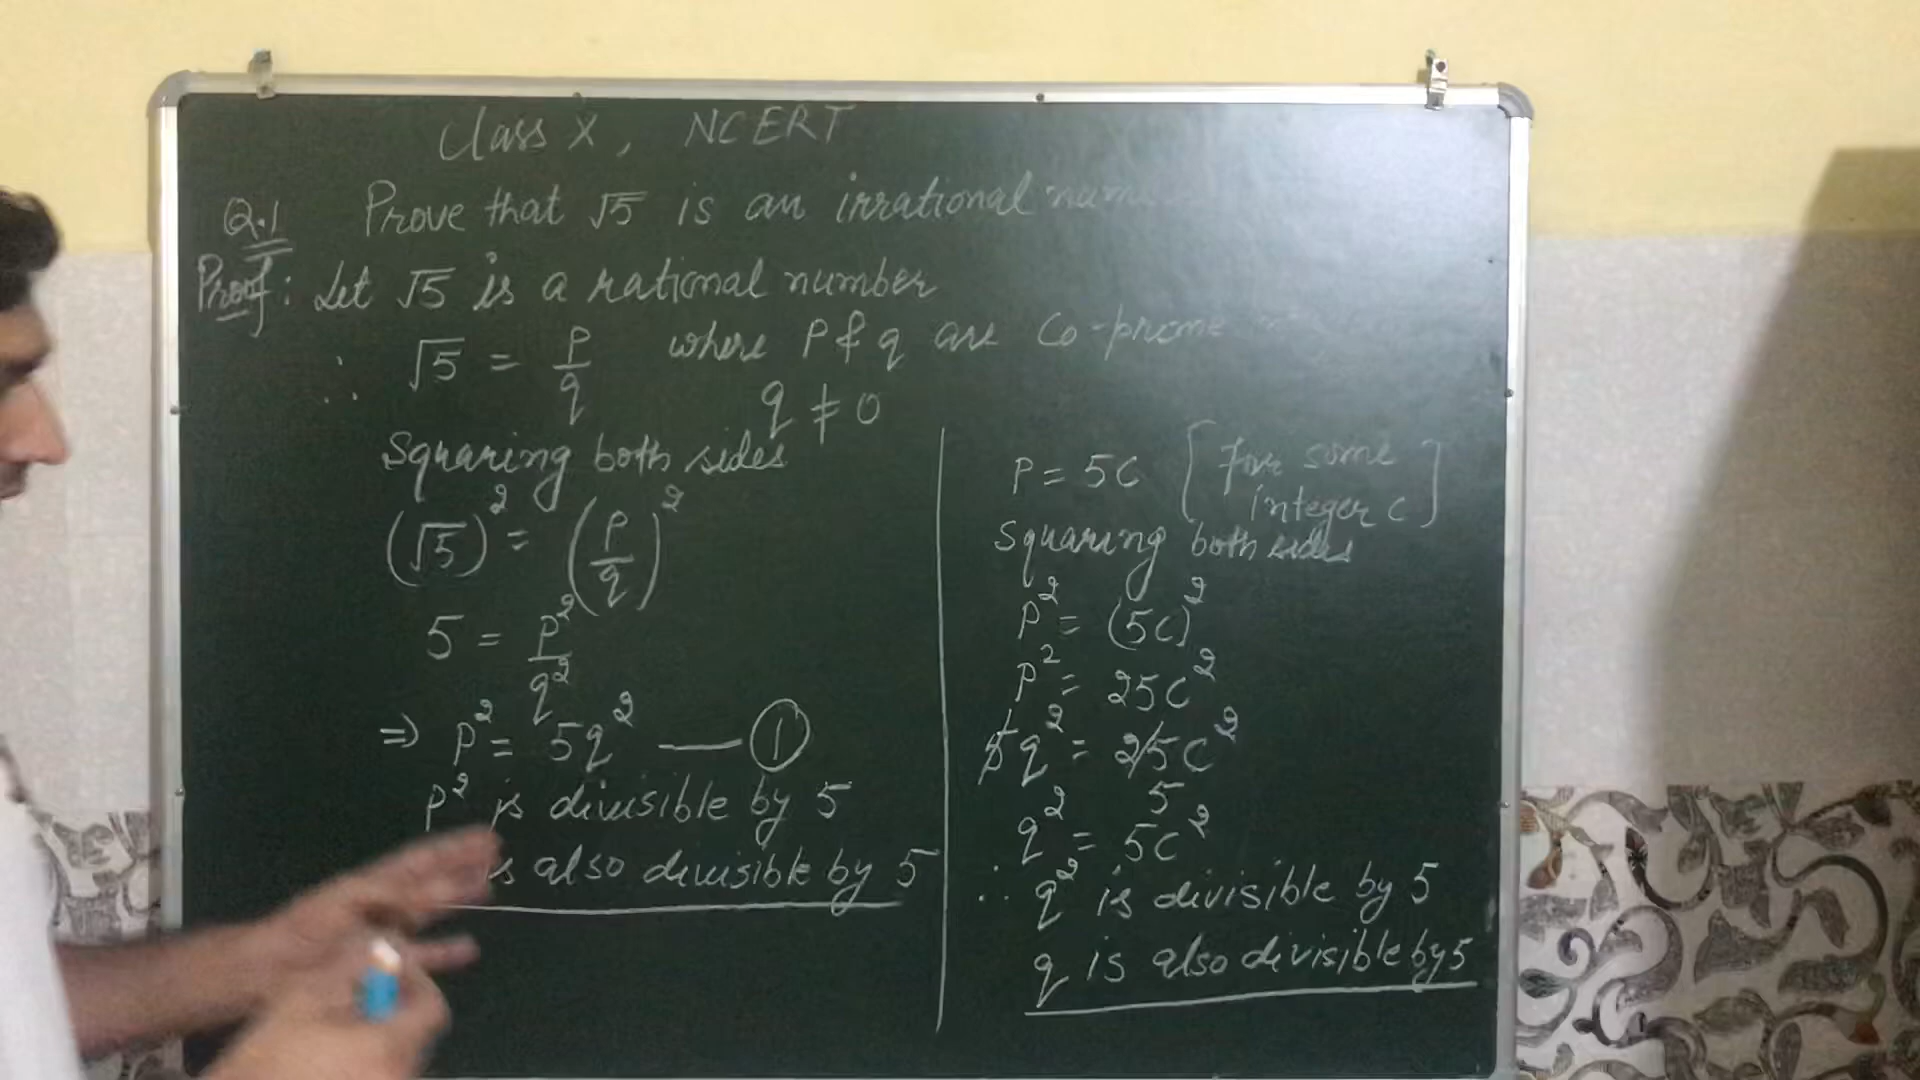 Class X, NCERT
Q.1 Prove that √5 is an irrational
Proof: Let √5 is a rational number
∴ √5 = p/q where P & q are Co-prime
q ≠ 0
Squaring both sides
(√5)² = (p/q)²
5 = p²/q²
⇒ p² = 5q² — ①
p² is divisible by 5
is also divisible by 5
P = 5c [for some integer c]
Squaring both sides
p² = (5c)²
p² = 25c²
5q² = 25c²
5
q² = 5c²
∴ q² is divisible by 5
q is also divisible by 5